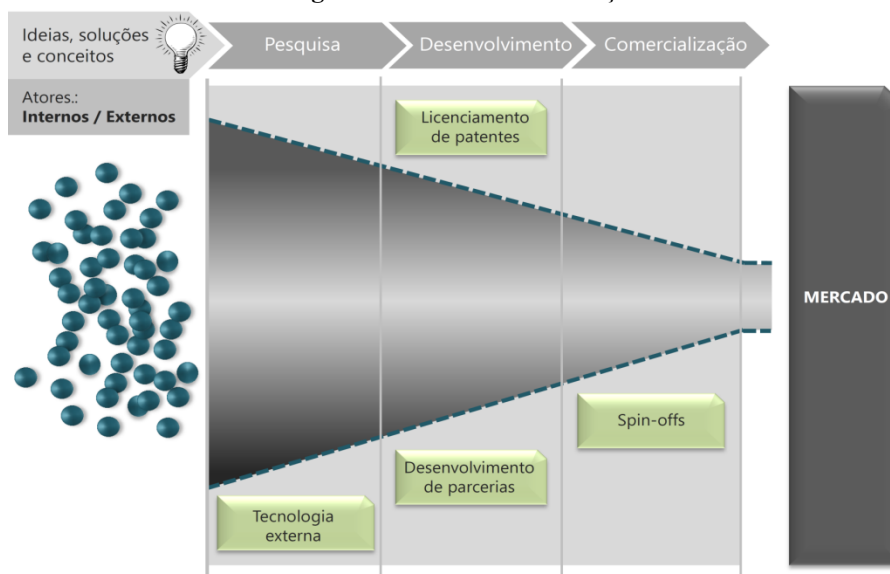 Ideias, soluções
e conceitos
Pesquisa
Desenvolvimento
Comercialização
Atores.:
Internos / Externos
Licenciamento
de patentes
MERCADO
Spin-offs
Desenvolvimento
de parcerias
Tecnologia
externa